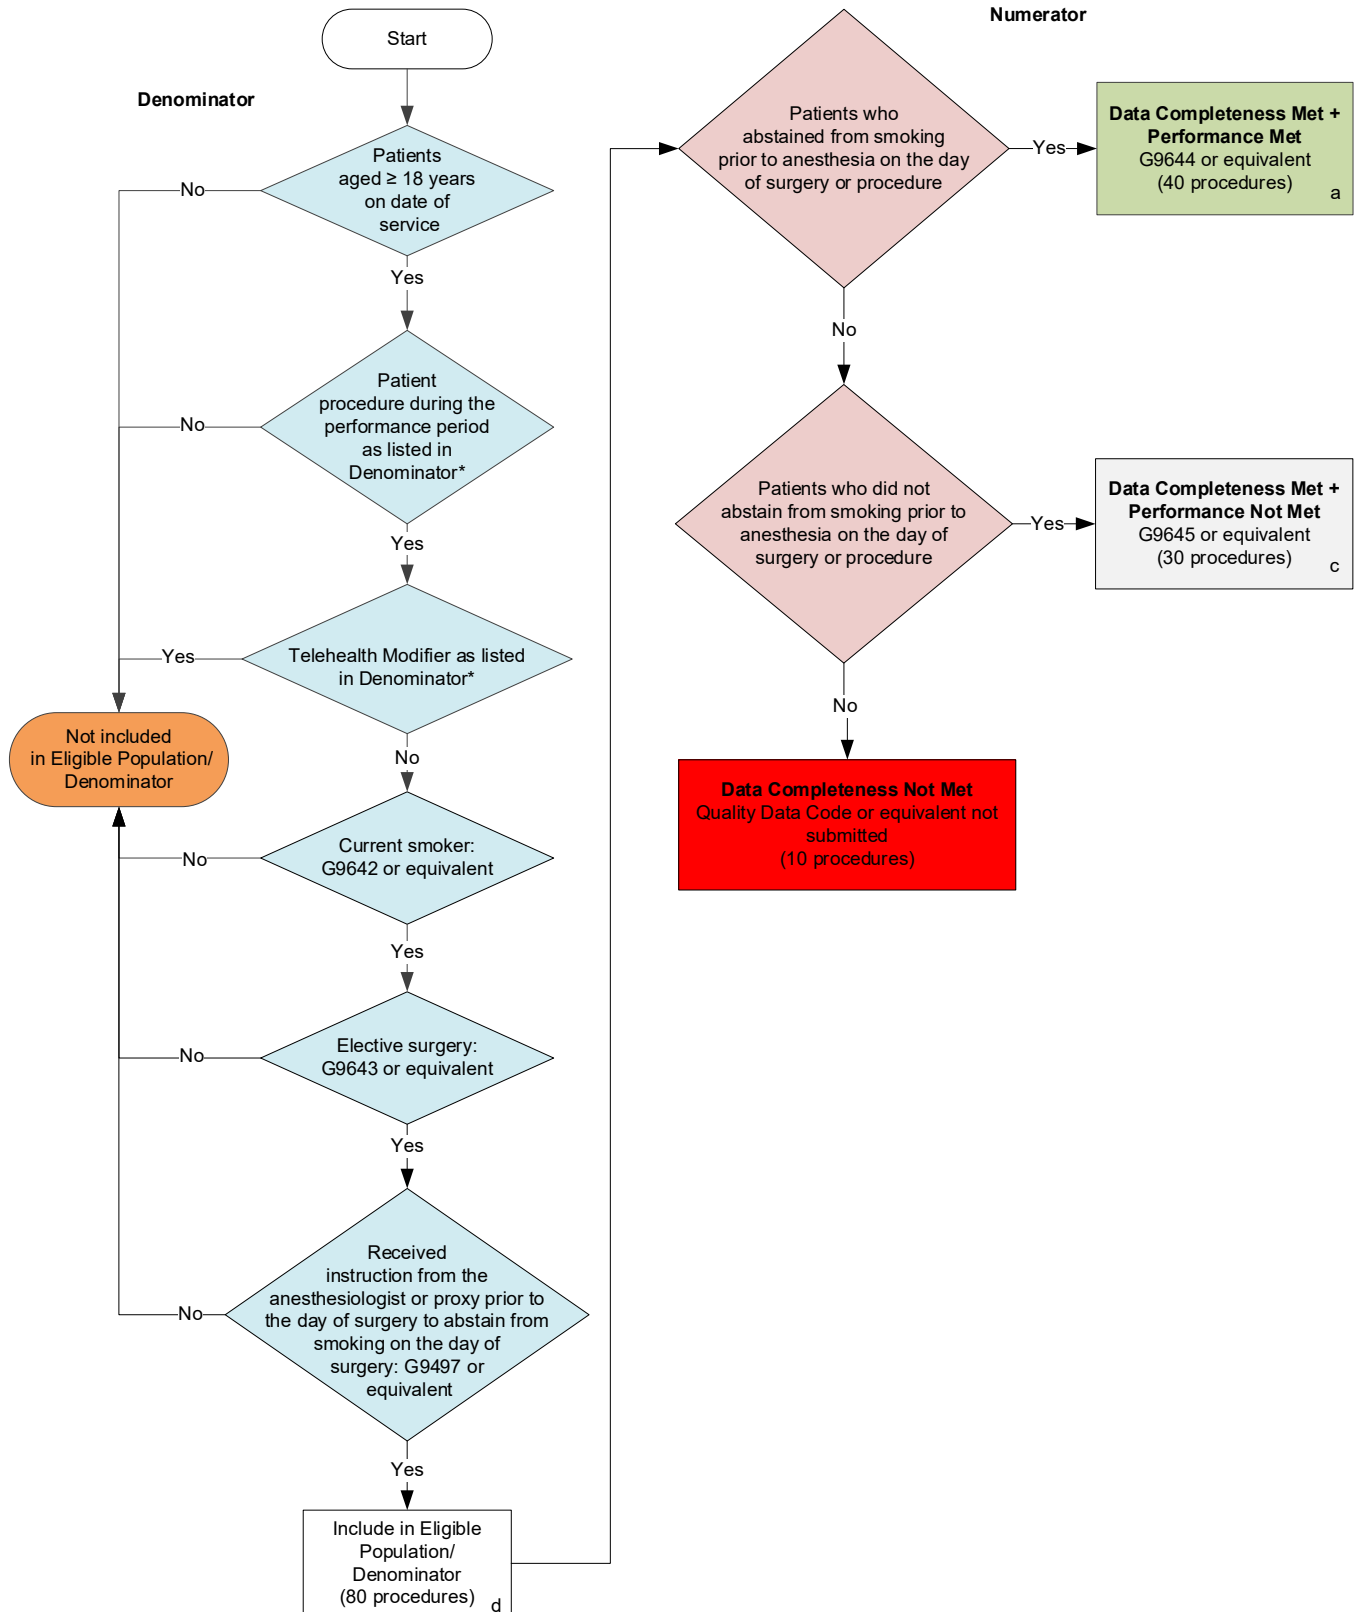 Start
Denominator
Patients
aged ≥ 18 years
on date of
service
No
Yes
Patient
procedure during the
performance period
as listed in
Denominator*
No
Yes
Telehealth Modifier as listed
in Denominator*
Yes
No
Not included
in Eligible Population/
Denominator
Current smoker:
G9642 or equivalent
No
Yes
Elective surgery:
G9643 or equivalent
No
Yes
Received
instruction from the
anesthesiologist or proxy prior to
the day of surgery to abstain from
smoking on the day of
surgery: G9497 or
equivalent
No
Yes
Include in Eligible
Population/
Denominator
(80 procedures)
d
Numerator
Patients who
abstained from smoking
prior to anesthesia on the day
of surgery or procedure
Yes
Data Completeness Met +
Performance Met
G9644 or equivalent
(40 procedures)
a
No
Patients who did not
abstain from smoking prior to
anesthesia on the day of
surgery or procedure
Yes
Data Completeness Met +
Performance Not Met
G9645 or equivalent
(30 procedures)
c
No
Data Completeness Not Met
Quality Data Code or equivalent not
submitted
(10 procedures)